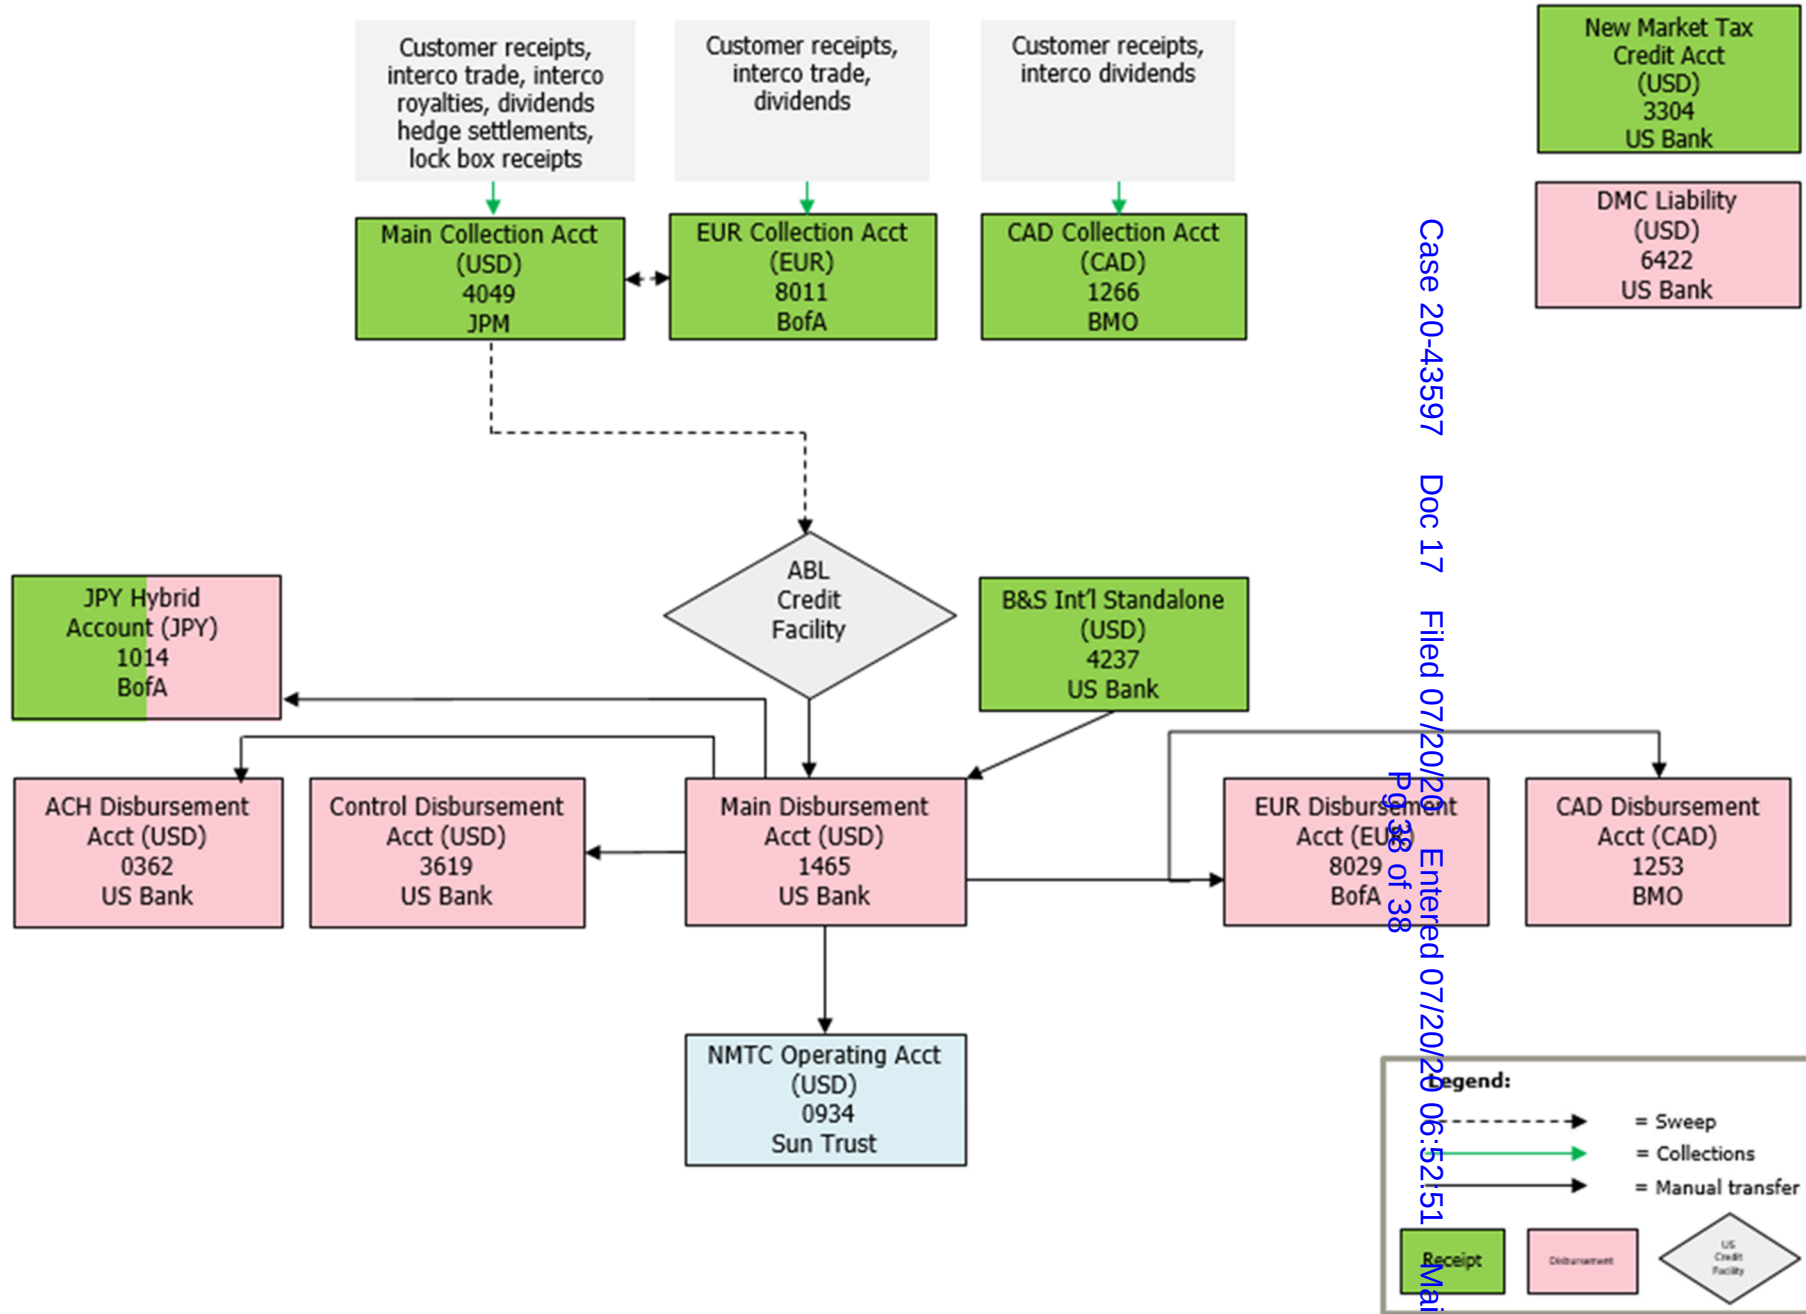 Customer receipts,
interco trade, interco
royalties, dividends
hedge settlements,
lock box receipts
Customer receipts,
interco trade,
dividends
Customer receipts,
interco dividends
New Market Tax
Credit Acct
(USD)
3304
US Bank
DMC Liability
(USD)
6422
US Bank
Main Collection Acct
(USD)
4049
JPM
EUR Collection Acct
(EUR)
8011
BofA
CAD Collection Acct
(CAD)
1266
BMO
ABL
Credit
Facility
B&S Int'l Standalone
(USD)
4237
US Bank
JPY Hybrid
Account (JPY)
1014
BofA
ACH Disbursement
Acct (USD)
0362
US Bank
Control Disbursement
Acct (USD)
3619
US Bank
Main Disbursement
Acct (USD)
1465
US Bank
EUR Disbursement
Acct (EUR)
8029
BofA
CAD Disbursement
Acct (CAD)
1253
BMO
NMTC Operating Acct
(USD)
0934
Sun Trust
Legend:
= Sweep
= Collections
= Manual transfer
Receipt
Disbursement
US
Credit
Facility
Case 20-43597 Doc 17 Filed 07/20/20 Entered 07/20/20 06:52:51 Mai
Pg 38 of 38